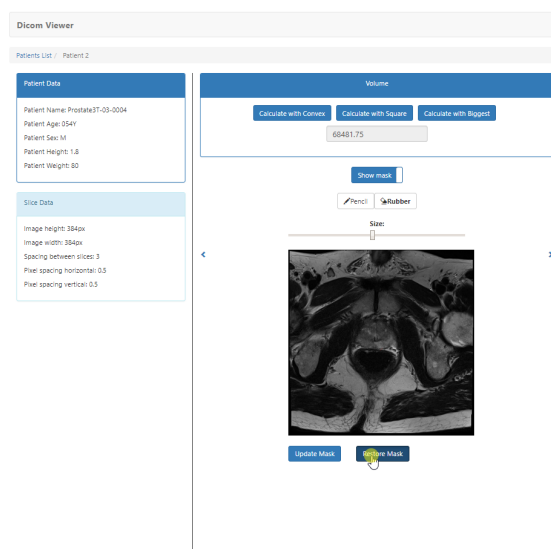 Dicom Viewer
Patients List / Patient 2
Patient Data
Patient Name: Prostate3T-03-0004
Patient Age: 054Y
Patient Sex: M
Patient Height: 1.8
Patient Weight: 80
Slice Data
Image height: 384px
Image width: 384px
Spacing between slices: 3
Pixel spacing horizontal: 0.5
Pixel spacing vertical: 0.5
Volume
Calculate with Convex Calculate with Square Calculate with Biggest
68481.75
Show mask
Pencil Rubber
Size:
Update Mask Restore Mask